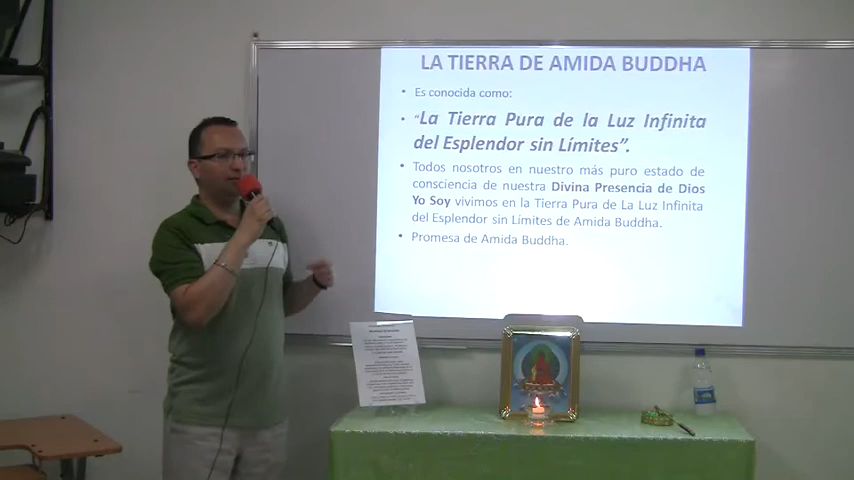 LA TIERRA DE AMIDA BUDDHA
• Es conocida como:
• "La Tierra Pura de la Luz Infinita
del Esplendor sin Límites".
• Todos nosotros en nuestro más puro estado de
consciencia de nuestra Divina Presencia de Dios
Yo Soy vivimos en la Tierra Pura de La Luz Infinita
del Esplendor sin Límites de Amida Buddha.
• Promesa de Amida Buddha.